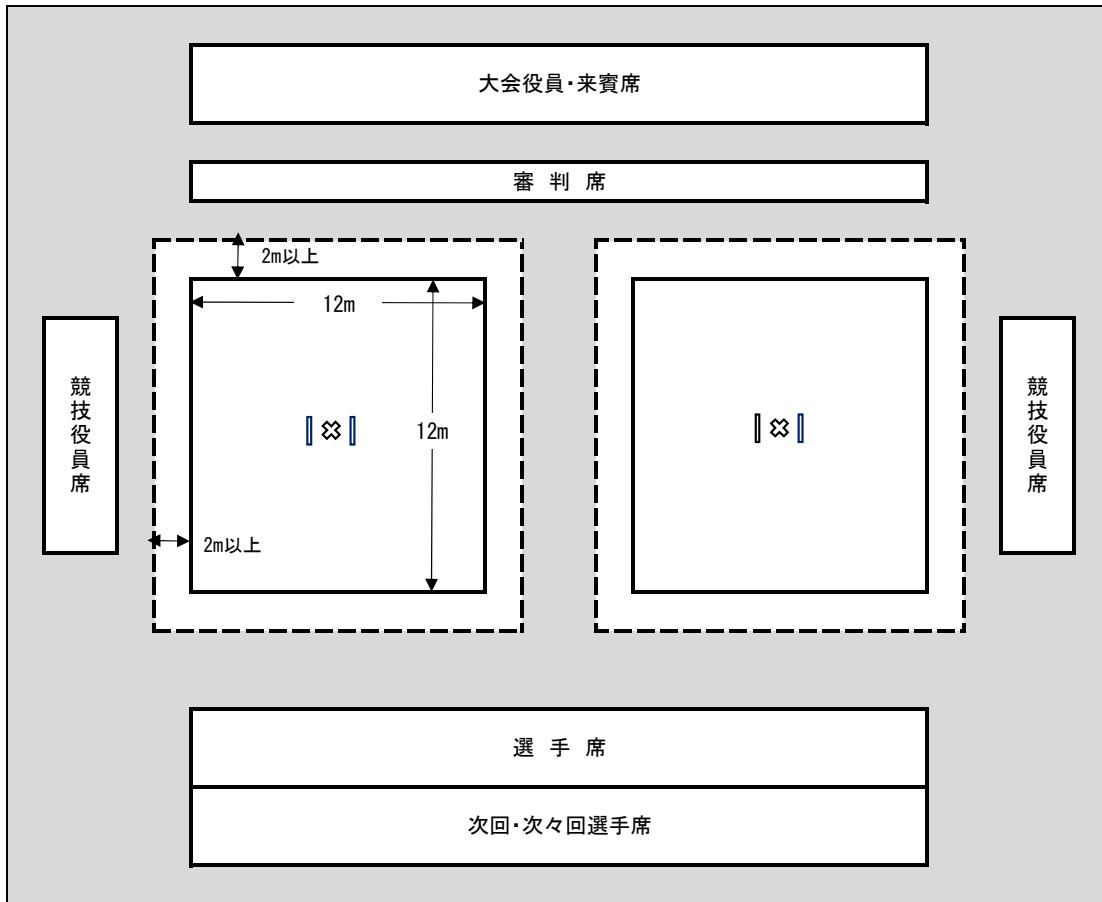 大会役員・来賓席
審 判 席
2m以上
12m
競技役員席
12m
競技役員席
2m以上
選 手 席
次回・次々回選手席